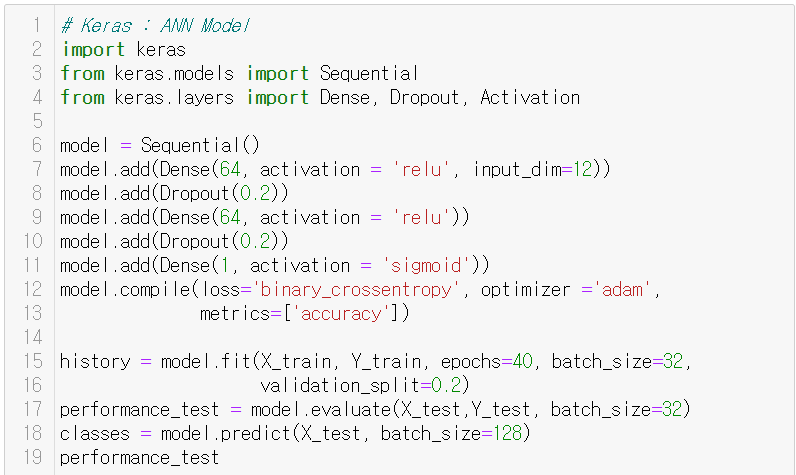 1 # Keras : ANN Model
2 import keras
3 from keras.models import Sequential
4 from keras.layers import Dense, Dropout, Activation
5
6 model = Sequential()
7 model.add(Dense(64, activation = 'relu', input_dim=12))
8 model.add(Dropout(0.2))
9 model.add(Dense(64, activation = 'relu'))
10 model.add(Dropout(0.2))
11 model.add(Dense(1, activation = 'sigmoid'))
12 model.compile(loss='binary_crossentropy', optimizer ='adam',
13               metrics=['accuracy'])
14
15 history = model.fit(X_train, Y_train, epochs=40, batch_size=32,
16                     validation_split=0.2)
17 performance_test = model.evaluate(X_test,Y_test, batch_size=32)
18 classes = model.predict(X_test, batch_size=128)
19 performance_test